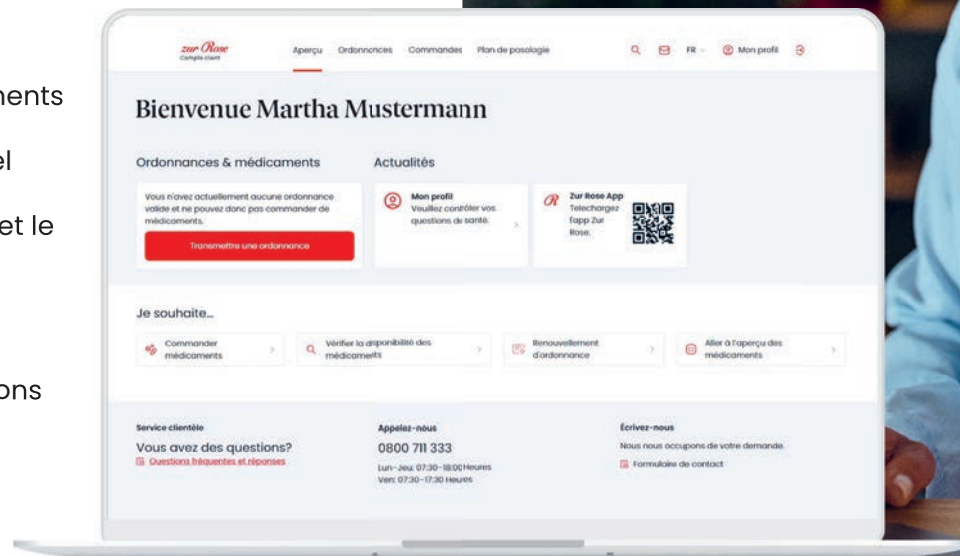 nents
el
et le
ons
zur Rose
Compte client
Aperçu Ordonnances Commandes Plan de posologie FR Mon profil
Bienvenue Martha Mustermann
Ordonnances & médicaments
Vous n'avez actuellement aucune ordonnance
valide et ne pouvez donc pas commander de
médicaments.
Transmettre une ordonnance
Actualités
Mon profil
Veuillez contrôler vos
questions de santé.
Zur Rose App
Telechargez
l'app Zur
Rose.
Je souhaite...
Commander
médicaments
Vérifier la disponibilité des
médicaments
Renouvellement
d'ordonnance
Aller à l'aperçu des
médicaments
Service clientèle
Vous avez des questions?
Questions fréquentes et réponses
Appelez-nous
0800 711 333
Lun-Jeu: 07:30-18:00 Heures
Ven: 07:30-17:30 Heures
Écrivez-nous
Nous nous occupons de votre demande.
Formulaire de contact